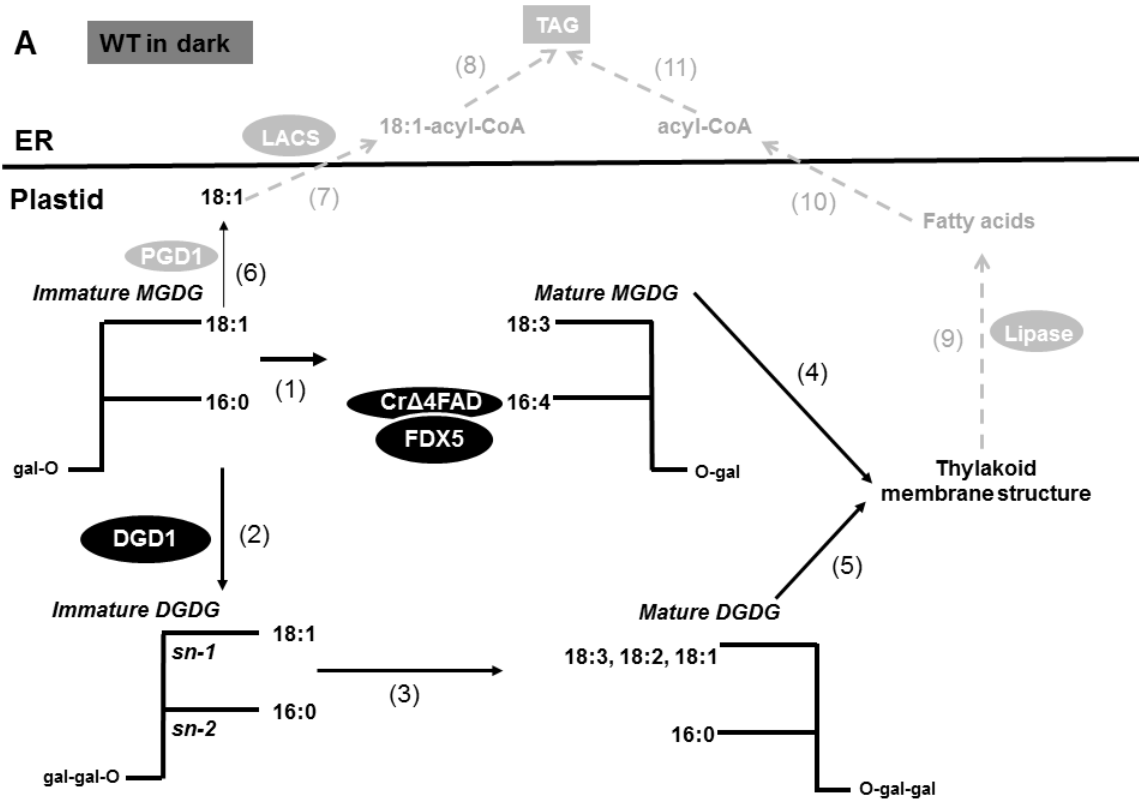 A
WT in dark
TAG
(8)
(11)
18:1-acyl-CoA
acyl-CoA
ER
LACS
Plastid
18:1
(7)
(10)
Fatty acids
PGD1
(6)
Immature MGDG
Mature MGDG
18:1
18:3
(9)
Lipase
(1)
(4)
16:0
CrΔ4FAD
16:4
FDX5
gal-O
O-gal
Thylakoid
membrane structure
DGD1
(2)
(5)
Immature DGDG
Mature DGDG
18:1
sn-1
18:3, 18:2, 18:1
(3)
16:0
sn-2
16:0
gal-gal-O
O-gal-gal